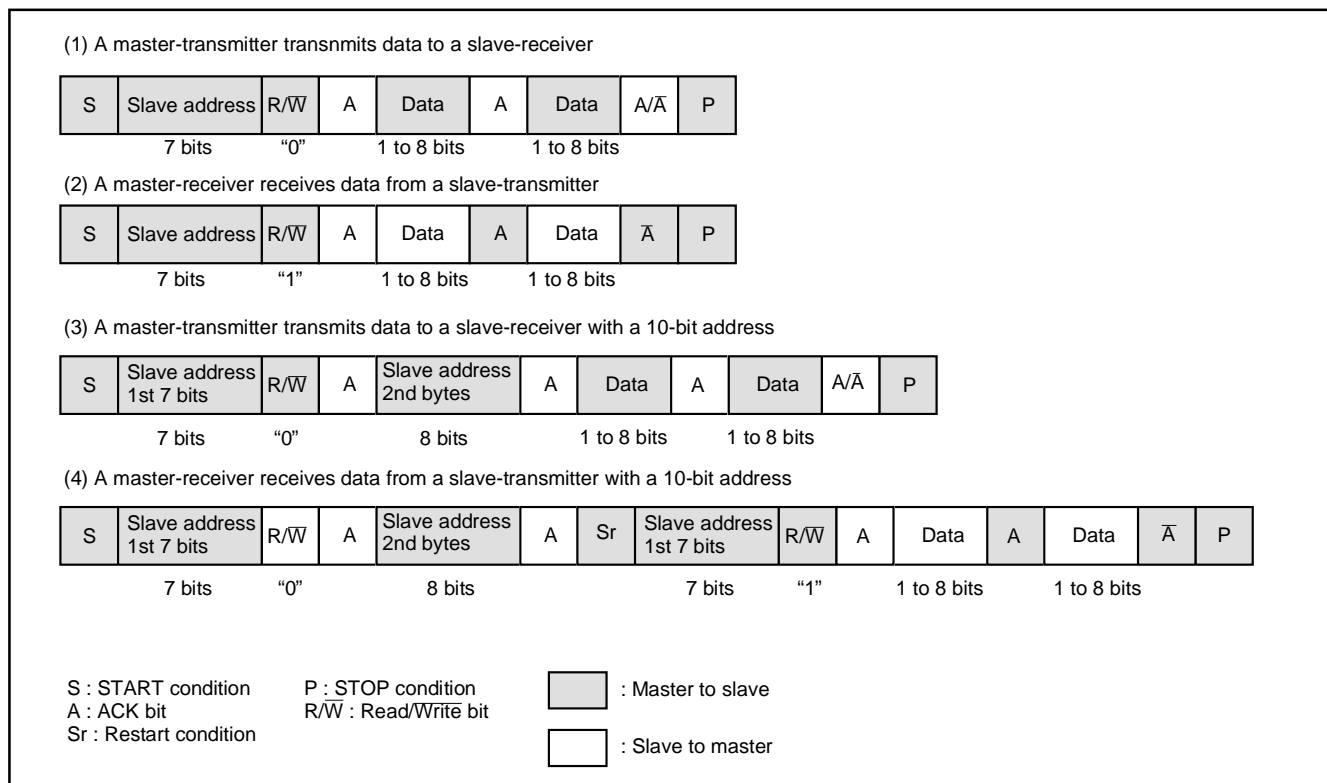 (1) A master-transmitter transnmits data to a slave-receiver
S Slave address R/W̅ A Data A Data A/A̅ P
7 bits “0” 1 to 8 bits 1 to 8 bits
(2) A master-receiver receives data from a slave-transmitter
S Slave address R/W̅ A Data A Data A̅ P
7 bits “1” 1 to 8 bits 1 to 8 bits
(3) A master-transmitter transmits data to a slave-receiver with a 10-bit address
S Slave address 1st 7 bits R/W̅ A Slave address 2nd bytes A Data A Data A/A̅ P
7 bits “0” 8 bits 1 to 8 bits 1 to 8 bits
(4) A master-receiver receives data from a slave-transmitter with a 10-bit address
S Slave address 1st 7 bits R/W̅ A Slave address 2nd bytes A Sr Slave address 1st 7 bits R/W̅ A Data A Data A̅ P
7 bits “0” 8 bits 7 bits “1” 1 to 8 bits 1 to 8 bits
S : START condition P : STOP condition : Master to slave
A : ACK bit R/W̅ : Read/W̅r̅i̅t̅e̅ bit
Sr : Restart condition : Slave to master